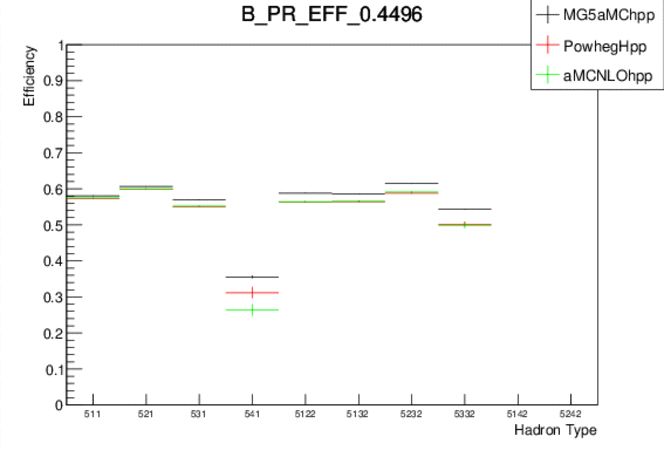 B_PR_EFF_0.4496
MG5aMChpp
PowhegHpp
aMCNLOhpp
Efficiency
1
0.9
0.8
0.7
0.6
0.5
0.4
0.3
0.2
0.1
0
511 521 531 541 5122 5132 5232 5332 5142 5242
Hadron Type